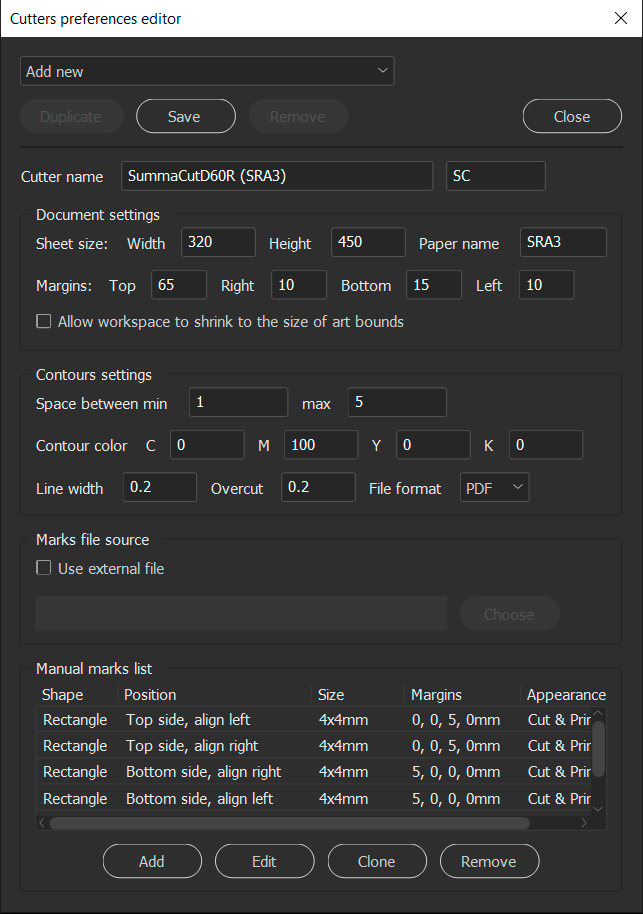 Cutters preferences editor
Add new
Duplicate Save Remove Close
Cutter name SummaCutD60R (SRA3) SC
Document settings
Sheet size: Width 320 Height 450 Paper name SRA3
Margins: Top 65 Right 10 Bottom 15 Left 10
Allow workspace to shrink to the size of art bounds
Contours settings
Space between min 1 max 5
Contour color C 0 M 100 Y 0 K 0
Line width 0.2 Overcut 0.2 File format PDF
Marks file source
Use external file
Choose
Manual marks list
Shape Position Size Margins Appearance
Rectangle Top side, align left 4x4mm 0, 0, 5, 0mm Cut & Prin
Rectangle Top side, align right 4x4mm 0, 0, 5, 0mm Cut & Prin
Rectangle Bottom side, align right 4x4mm 5, 0, 0, 0mm Cut & Prin
Rectangle Bottom side, align left 4x4mm 5, 0, 0, 0mm Cut & Prin
Add Edit Clone Remove